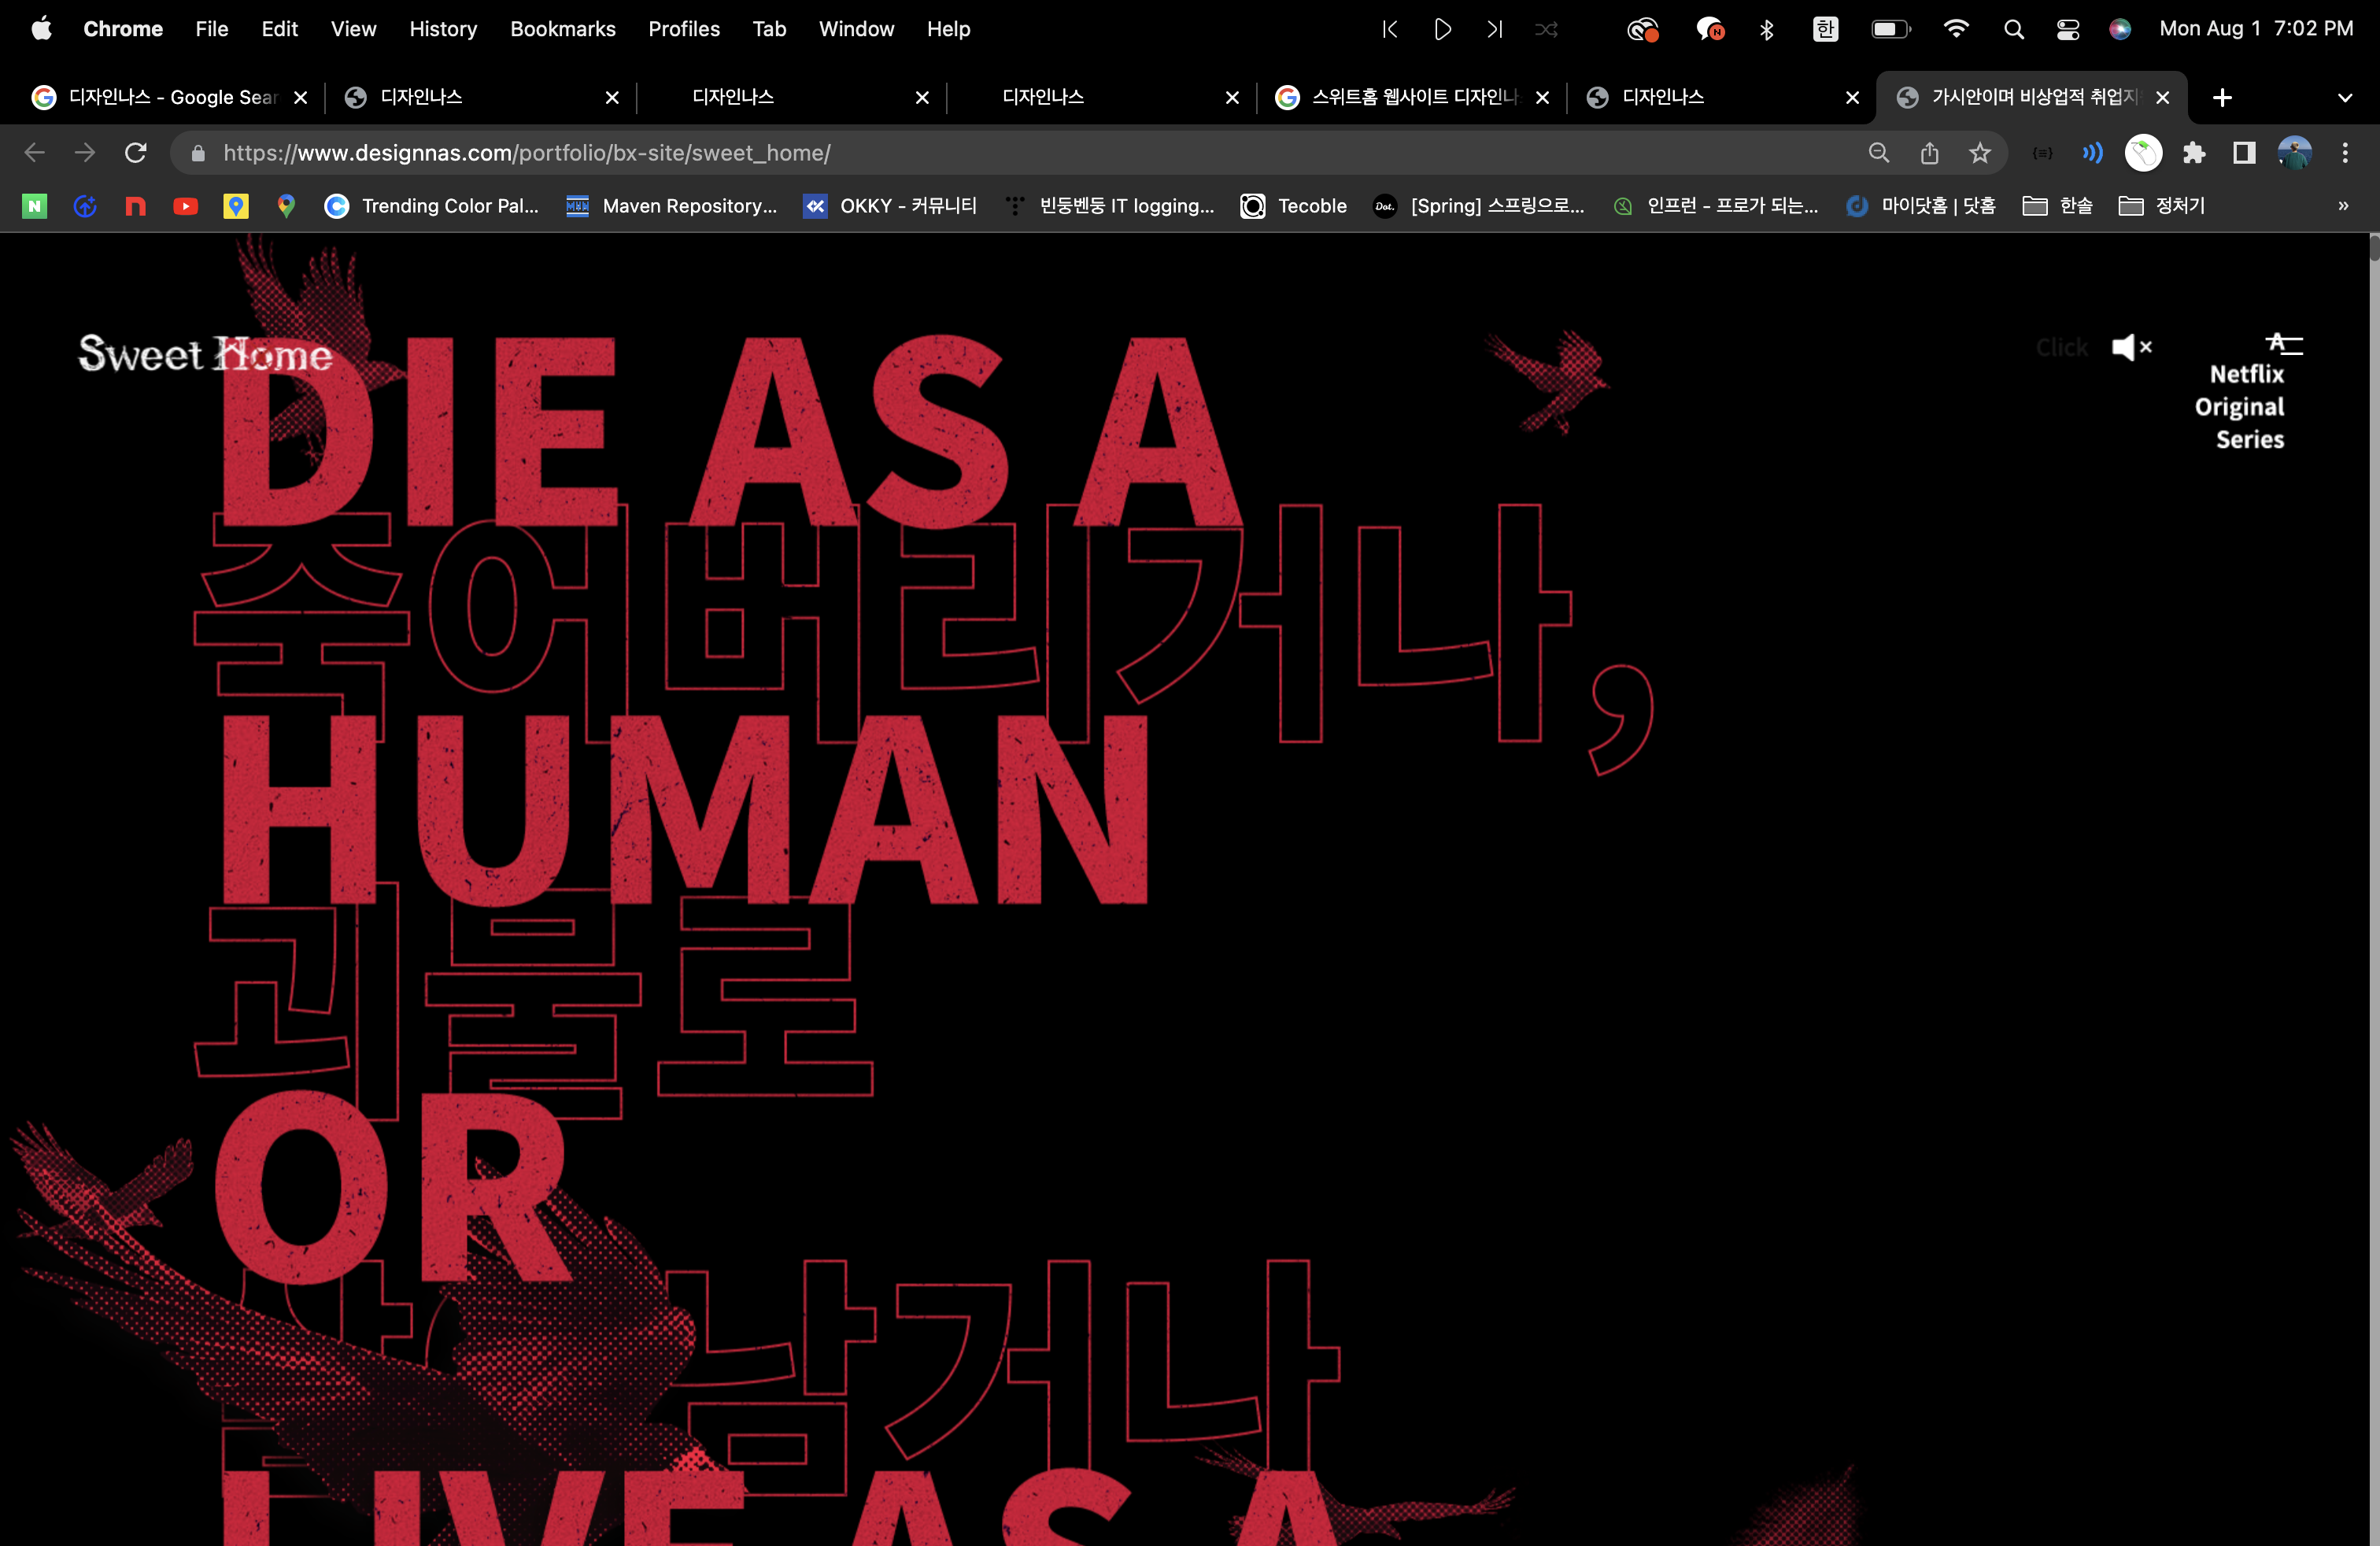 Chrome File Edit View History Bookmarks Profiles Tab Window Help 한 Mon Aug 1 7:02 PM
디자인나스 - Google Sear 디자인나스 디자인나스 디자인나스 스위트홈 웹사이트 디자인나 디자인나스 가시안이며 비상업적 취업지
https://www.designnas.com/portfolio/bx-site/sweet_home/
Trending Color Pal... Maven Repository... OKKY - 커뮤니티 빈둥벤둥 IT logging... Tecoble [Spring] 스프링으로... 인프런 - 프로가 되는... 마이닷홈 | 닷홈 한솔 정처기
Sweet Home
Click
A
Netflix
Original
Series
DIE AS A
죽어버리거나,
HUMAN
괴물로
OR
살아남거나
LIVE AS A